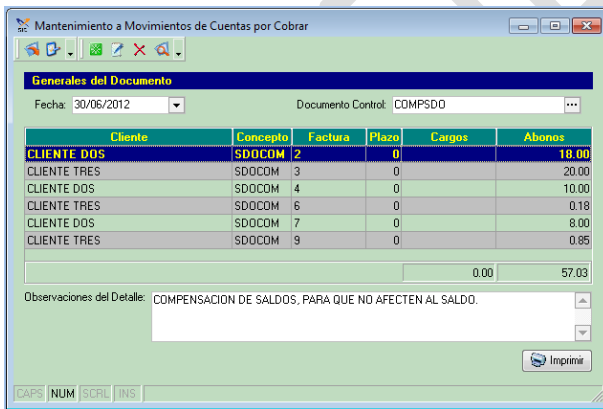 SIC Mantenimiento a Movimientos de Cuentas por Cobrar
Generales del Documento
Fecha: 30/06/2012 Documento Control: COMPSDO ...
Cliente Concepto Factura Plazo Cargos Abonos
CLIENTE DOS SDOCOM 2 0 18.00
CLIENTE TRES SDOCOM 3 0 20.00
CLIENTE DOS SDOCOM 4 0 10.00
CLIENTE TRES SDOCOM 6 0 0.18
CLIENTE DOS SDOCOM 7 0 8.00
CLIENTE TRES SDOCOM 9 0 0.85
0.00 57.03
Observaciones del Detalle: COMPENSACION DE SALDOS, PARA QUE NO AFECTEN AL SALDO.
Imprimir
CAPS NUM SCRL INS